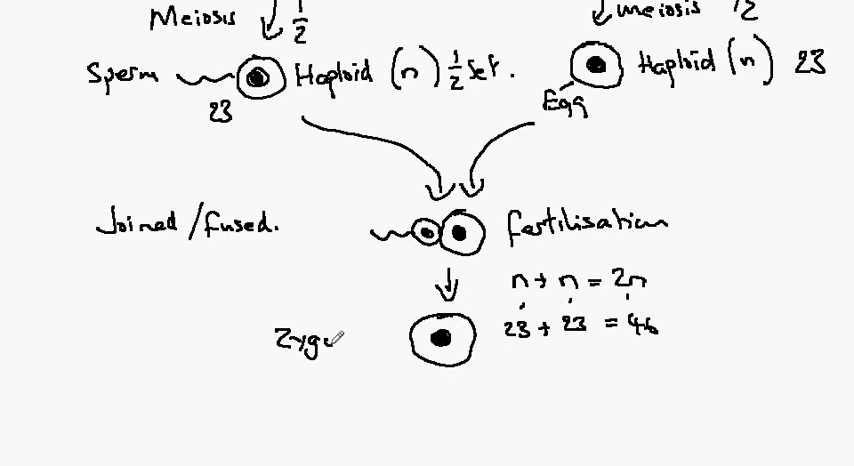 Meiosis 1/2
meiosis 1/2
Sperm Haploid (n) 1/2 set.
23
Haploid (n) 23
Egg
Joined/fused.
fertilisation
n + n = 2n
23 + 23 = 46
Zygo